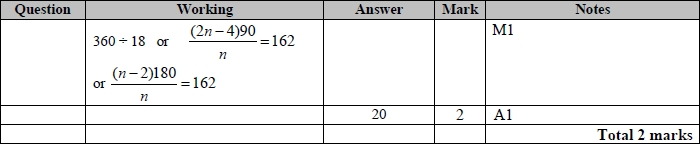 Question Working Answer Mark Notes
360 ÷ 18 or (2n – 4)90 / n = 162 M1
or (n – 2)180 / n = 162
20 2 A1
Total 2 marks